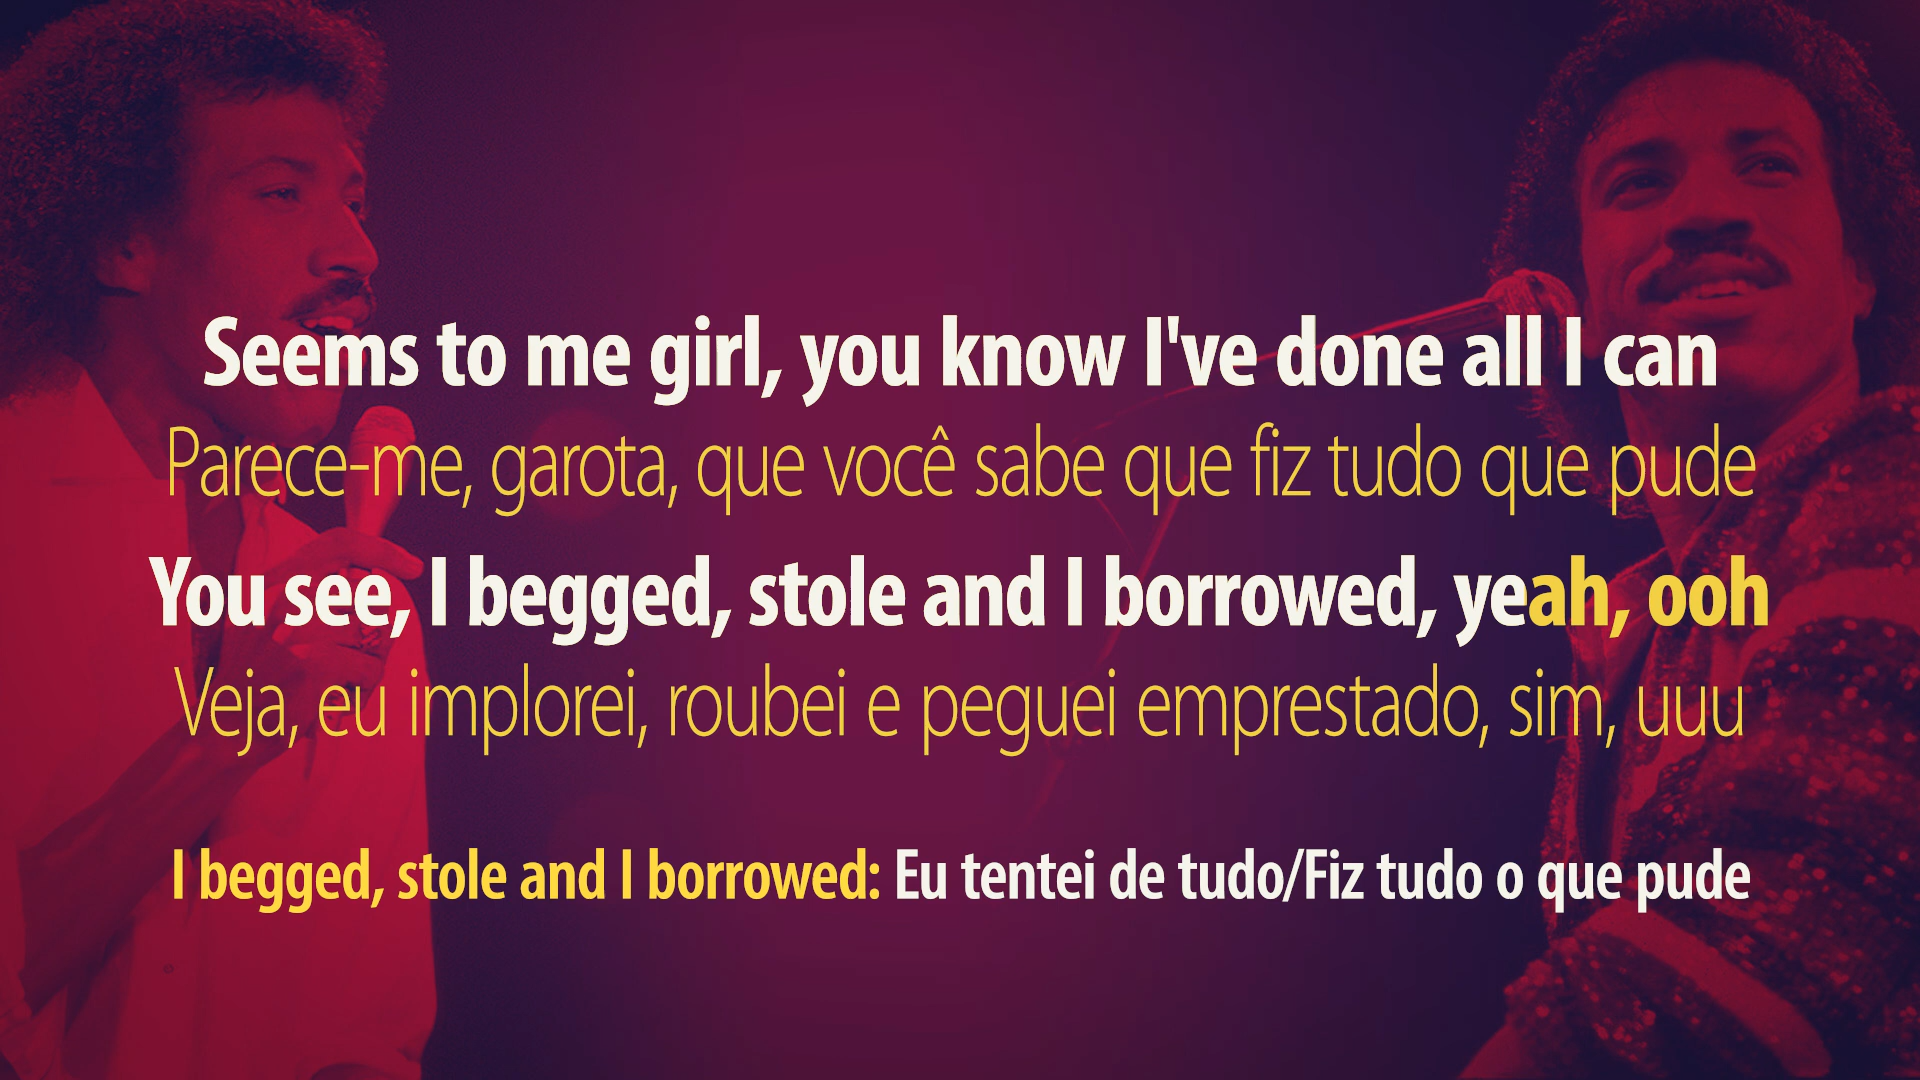 Seems to me girl, you know I've done all I can
Parece-me, garota, que você sabe que fiz tudo que pude
You see, I begged, stole and I borrowed, yeah, ooh
Veja, eu implorei, roubei e peguei emprestado, sim, uuu
I begged, stole and I borrowed: Eu tentei de tudo/Fiz tudo o que pude